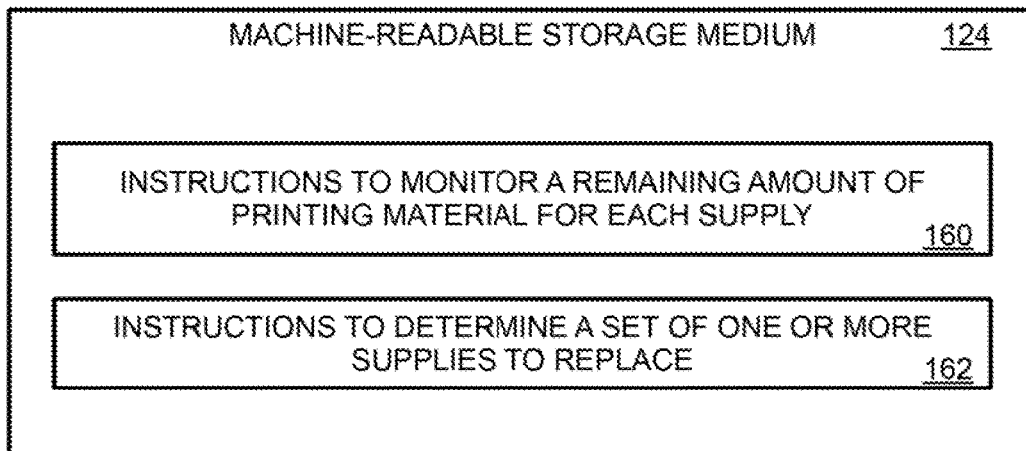 MACHINE-READABLE STORAGE MEDIUM 124
INSTRUCTIONS TO MONITOR A REMAINING AMOUNT OF
PRINTING MATERIAL FOR EACH SUPPLY
160
INSTRUCTIONS TO DETERMINE A SET OF ONE OR MORE
SUPPLIES TO REPLACE
162